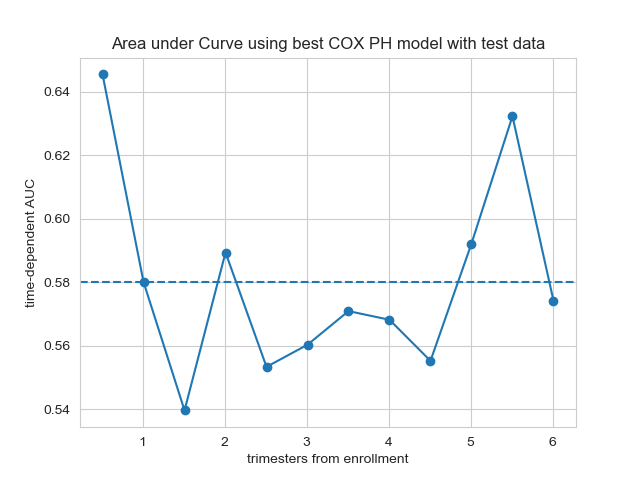 Area under Curve using best COX PH model with test data
time-dependent AUC
0.64
0.62
0.60
0.58
0.56
0.54
1 2 3 4 5 6
trimesters from enrollment